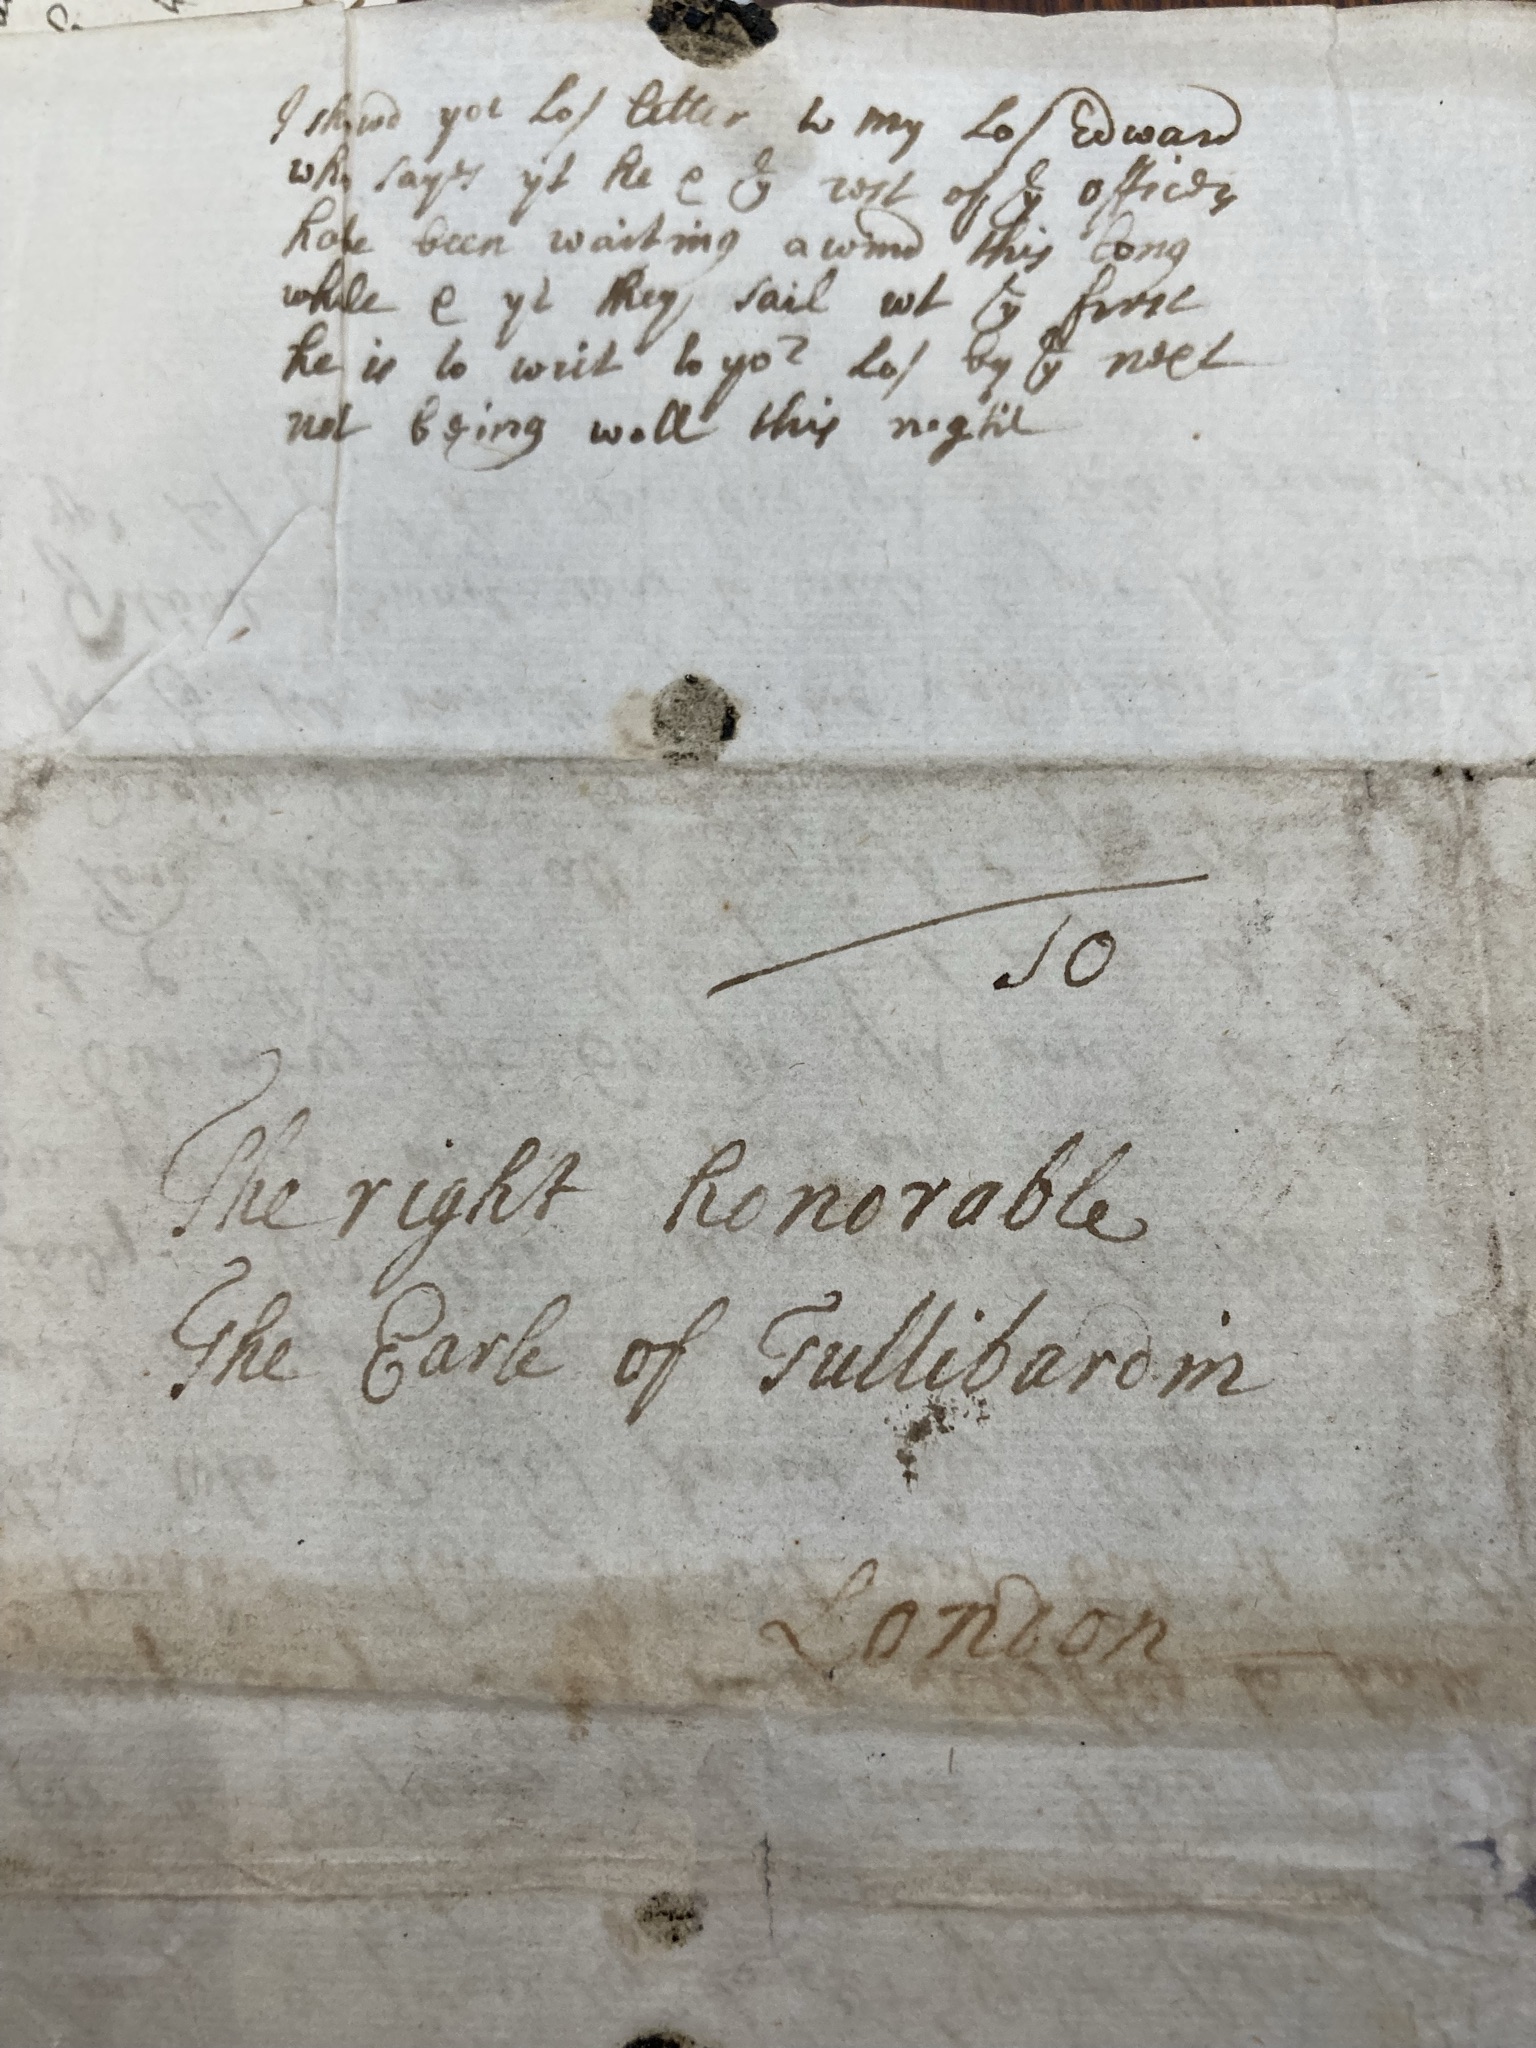 I showd yor Lo/ letter to my Lo/ Edward
who says yt he & ye rest of ye officers
have been waiting a wind this long
while & yt they sail wt ye first
he is to writ to yor Lo/ by ye next
not being well this night
10
The right honorable
The Earle of Tullibardin
London